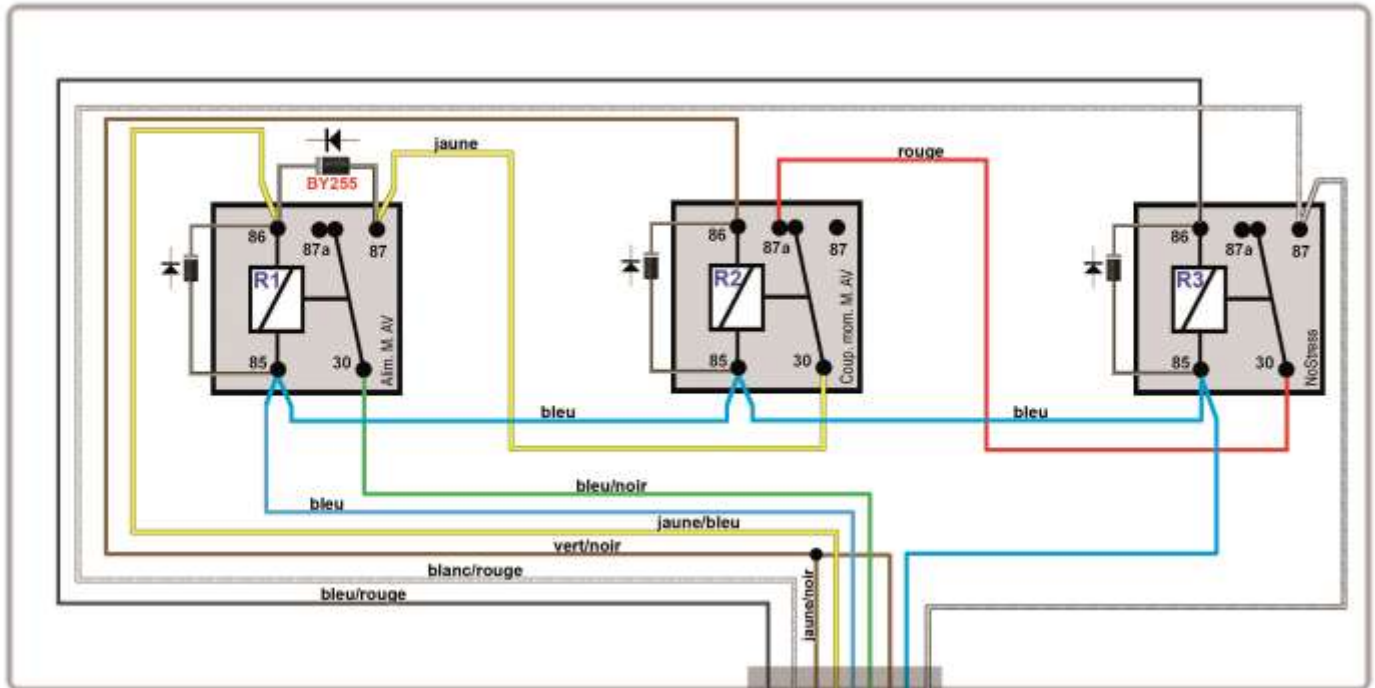 jaune
rouge
BY255
86
87a
87
R1
85
30
Alim. M. AV
86
87a
87
R2
85
30
Coup. mom. M. AV
86
87a
87
R3
85
30
NoStress
bleu
bleu
bleu/noir
bleu
jaune/bleu
vert/noir
blanc/rouge
bleu/rouge
jaune/noir